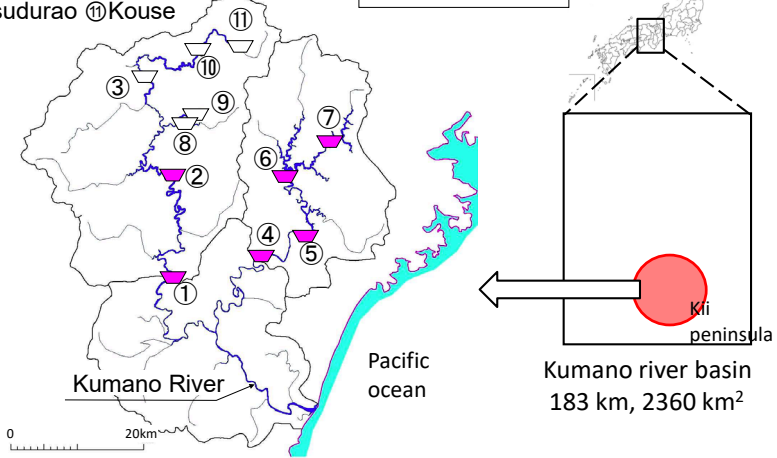 sudurao ⑪Kouse
⑪
⑩
③
⑨
⑧
⑦
②
⑥
④
⑤
①
Kii
peninsula
Pacific
ocean
Kumano River
Kumano river basin
183 km, 2360 km²
0 20km